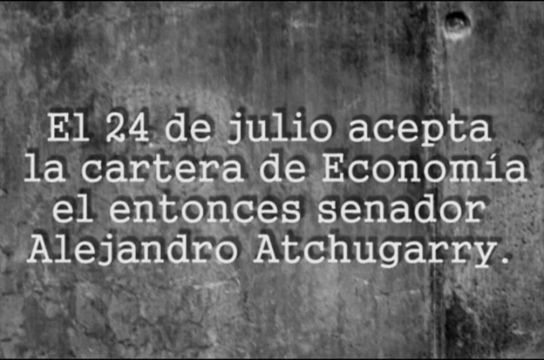 El 24 de julio acepta
la cartera de Economía
el entonces senador
Alejandro Atchugarry.